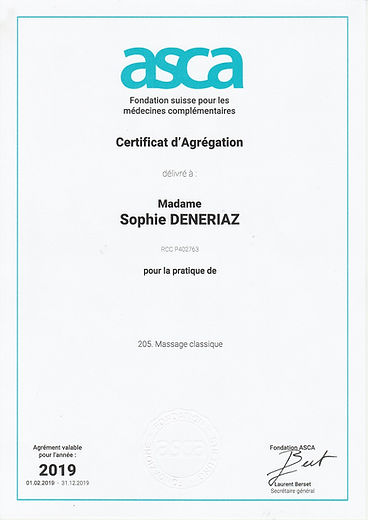 asca
Fondation suisse pour les
médecines complémentaires
Certificat d'Agrégation
délivré à :
Madame
Sophie DENERIAZ
RCC P402763
pour la pratique de
205. Massage classique
Agrément valable
pour l'année :
2019
01.02.2019 - 31.12.2019
asca
Fondation ASCA
Laurent Berset
Secrétaire général